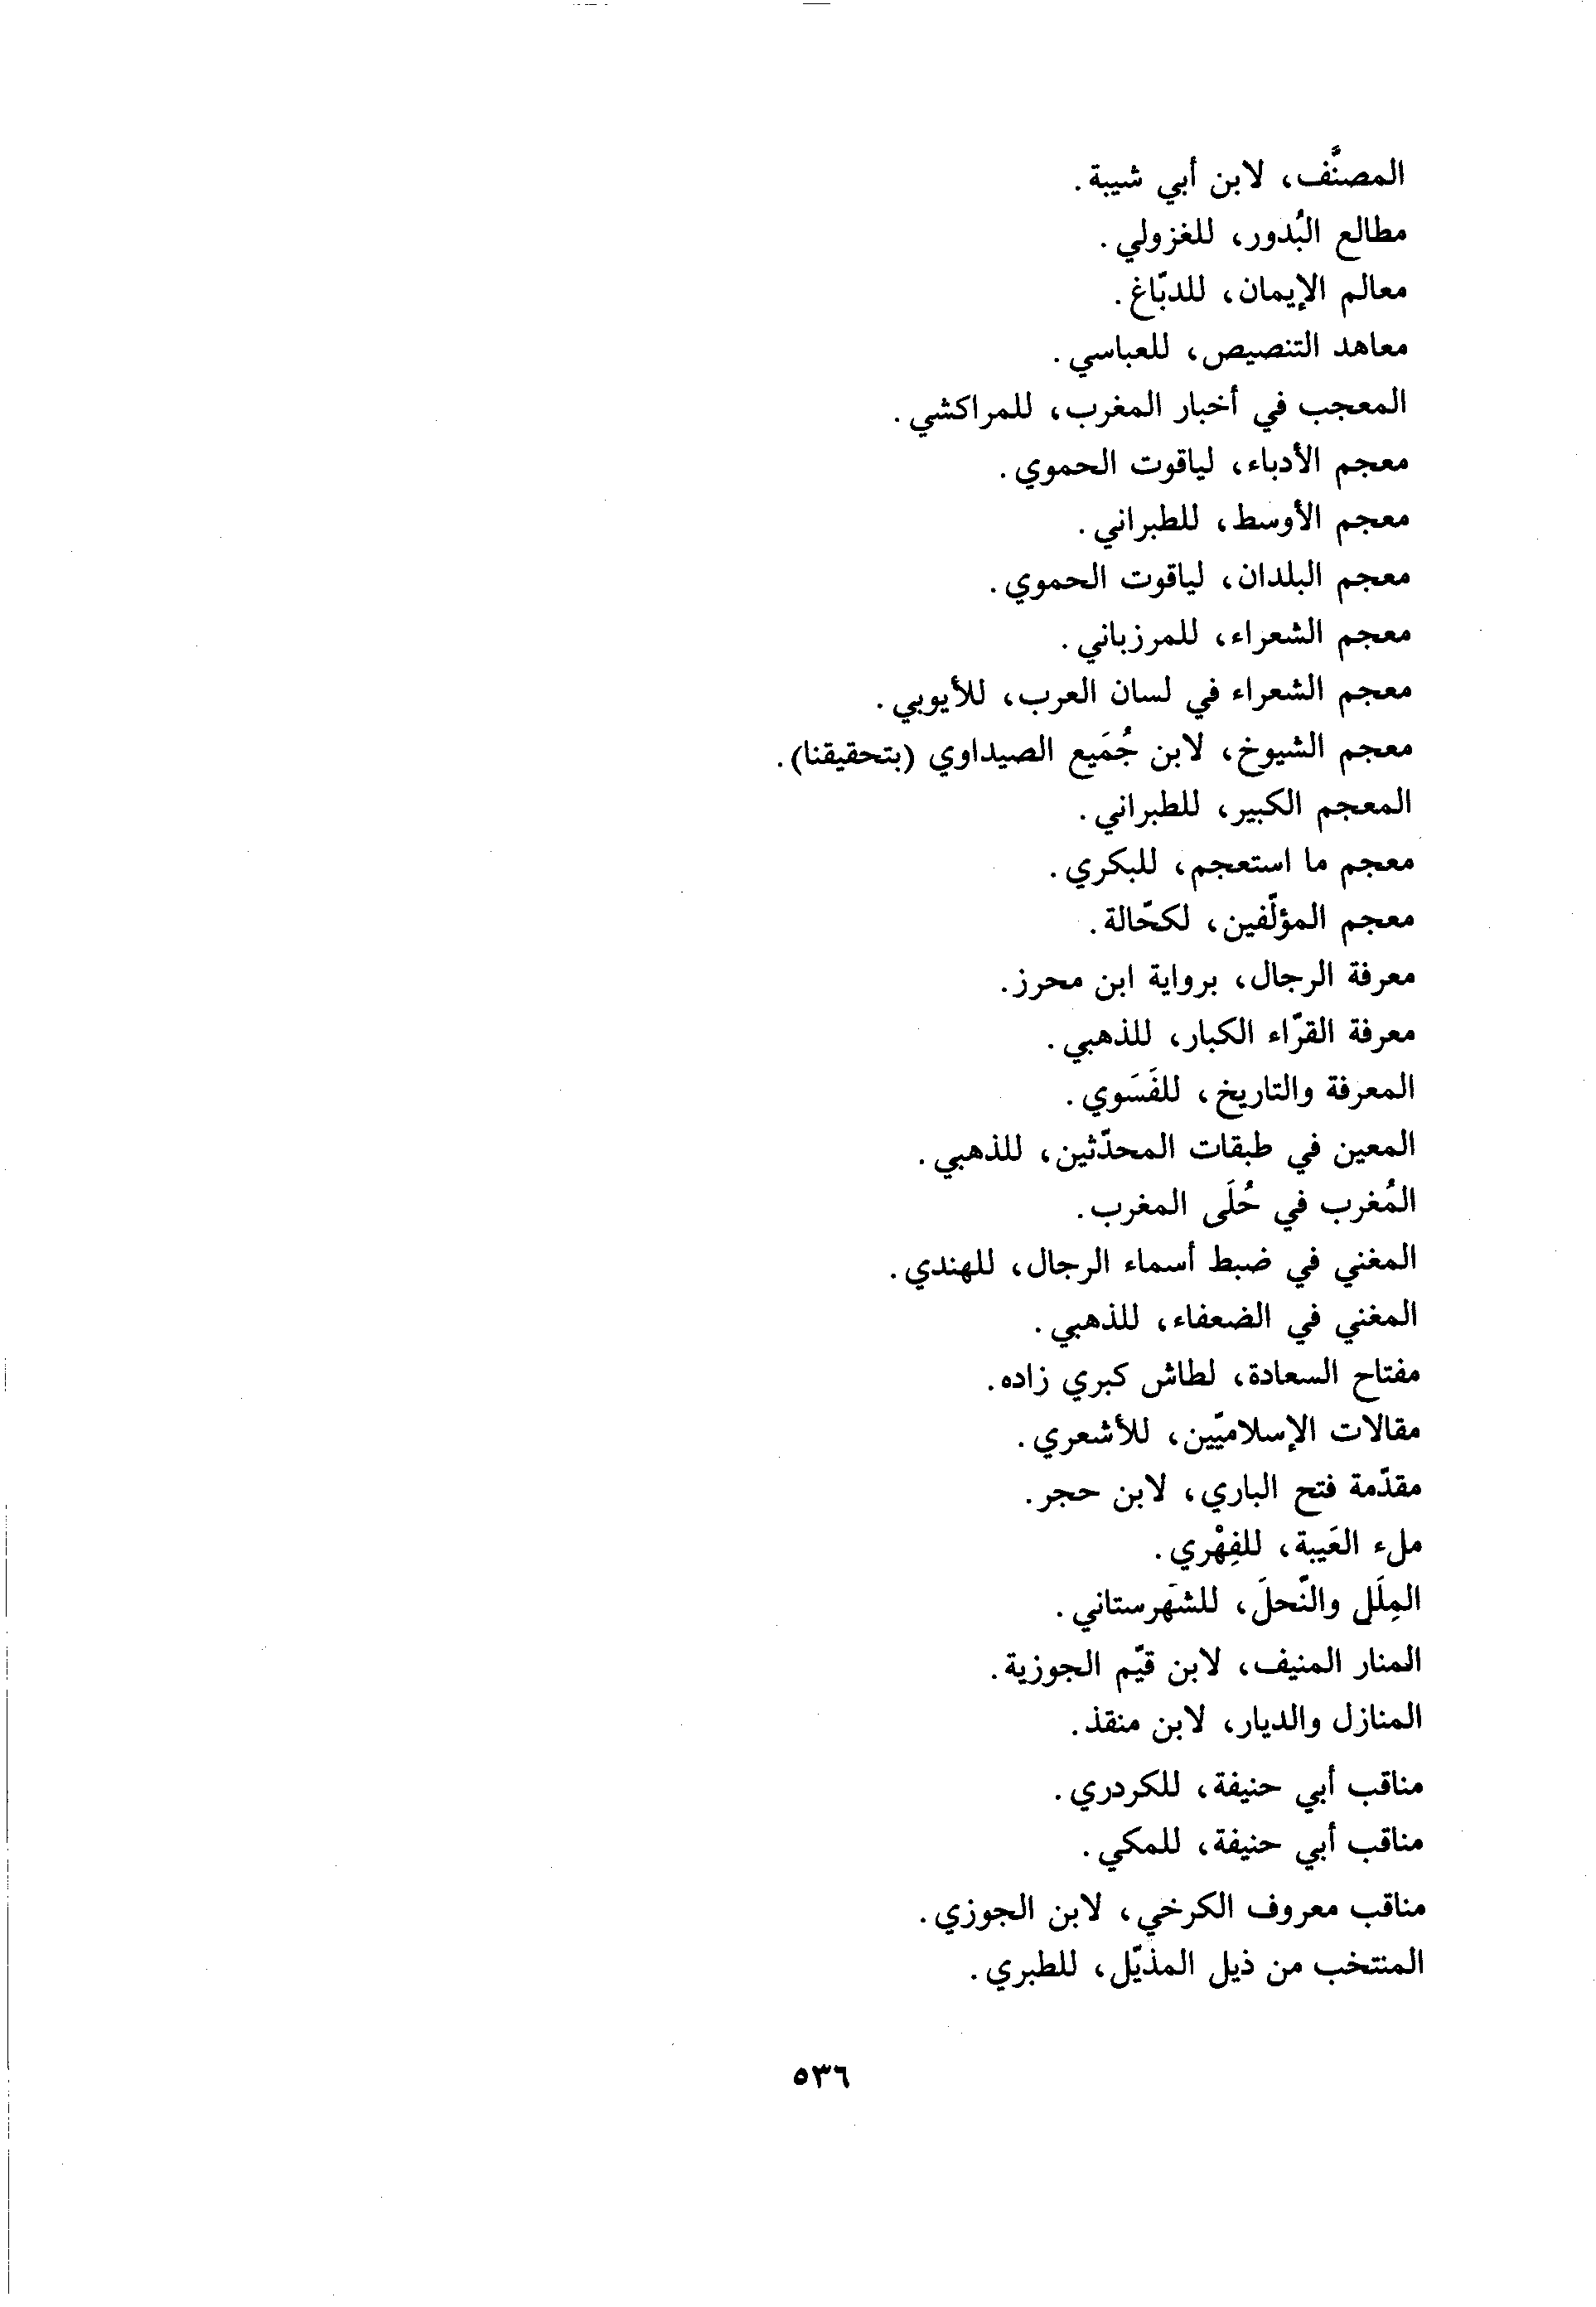 المصنَّف، لابن أبي شيبة.
مطالع البُدور، للغزولي.
معالم الإيمان، للدبّاغ.
معاهد التنصيص، للعباسي.
المعجب في أخبار المغرب، للمراكشي.
معجم الأدباء، لياقوت الحموي.
معجم الأوسط، للطبراني.
معجم البلدان، لياقوت الحموي.
معجم الشعراء، للمرزباني.
معجم الشعراء في لسان العرب، للأيوبي.
معجم الشيوخ، لابن جُمَيع الصيداوي (بتحقيقنا).
المعجم الكبير، للطبراني.
معجم ما استعجم، للبكري.
معجم المؤلّفين، لكحّالة.
معرفة الرجال، برواية ابن محرز.
معرفة القرّاء الكبار، للذهبي.
المعرفة والتاريخ، للفَسَوي.
المعين في طبقات المحدّثين، للذهبي.
المُغرب في حُلَى المغرب.
المغني في ضبط أسماء الرجال، للهندي.
المغني في الضعفاء، للذهبي.
مفتاح السعادة، لطاش كبري زاده.
مقالات الإسلاميّين، للأشعري.
مقدّمة فتح الباري، لابن حجر.
ملء العَيبة، للفِهْري.
المِلَل والنَّحلَ، للشهَرستاني.
المنار المنيف، لابن قيّم الجوزية.
المنازل والديار، لابن منقذ.
مناقب أبي حنيفة، للكردري.
مناقب أبي حنيفة، للمكي.
مناقب معروف الكرخي، لابن الجوزي.
المنتخب من ذيل المذيّل، للطبري.
٥٣٦